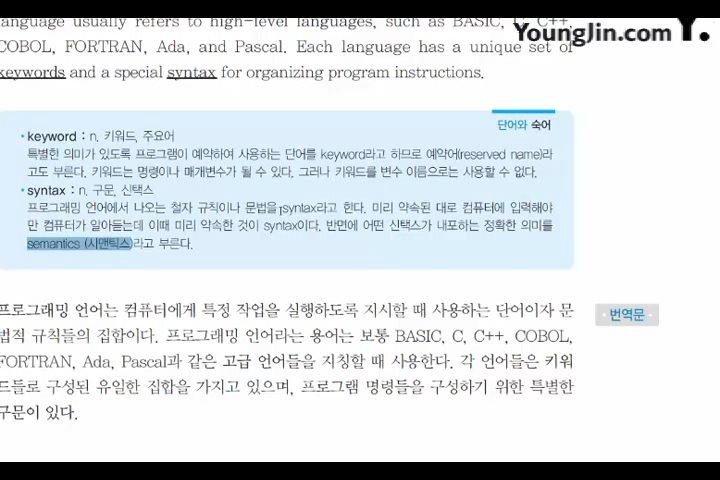 language usually refers to high-level languages, such as BASIC, C, C++,
YoungJin.com Y.
COBOL, FORTRAN, Ada, and Pascal. Each language has a unique set of
keywords and a special syntax for organizing program instructions.
단어와 숙어
• keyword : n. 키워드, 주요어
특별한 의미가 있도록 프로그램이 예약하여 사용하는 단어를 keyword라고 하므로 예약어(reserved name)라
고도 부른다. 키워드는 명령이나 매개변수가 될 수 있다. 그러나 키워드를 변수 이름으로는 사용할 수 없다.
• syntax : n. 구문, 신택스
프로그래밍 언어에서 나오는 철자 규칙이나 문법을 syntax라고 한다. 미리 약속된 대로 컴퓨터에 입력해야
만 컴퓨터가 알아듣는데 이때 미리 약속한 것이 syntax이다. 반면에 어떤 신택스가 내포하는 정확한 의미를
semantics (시맨틱스)라고 부른다.
프로그래밍 언어는 컴퓨터에게 특정 작업을 실행하도록 지시할 때 사용하는 단어이자 문
• 번역문 •
법적 규칙들의 집합이다. 프로그래밍 언어라는 용어는 보통 BASIC, C, C++, COBOL,
FORTRAN, Ada, Pascal과 같은 고급 언어들을 지칭할 때 사용한다. 각 언어들은 키워
드들로 구성된 유일한 집합을 가지고 있으며, 프로그램 명령들을 구성하기 위한 특별한
구문이 있다.